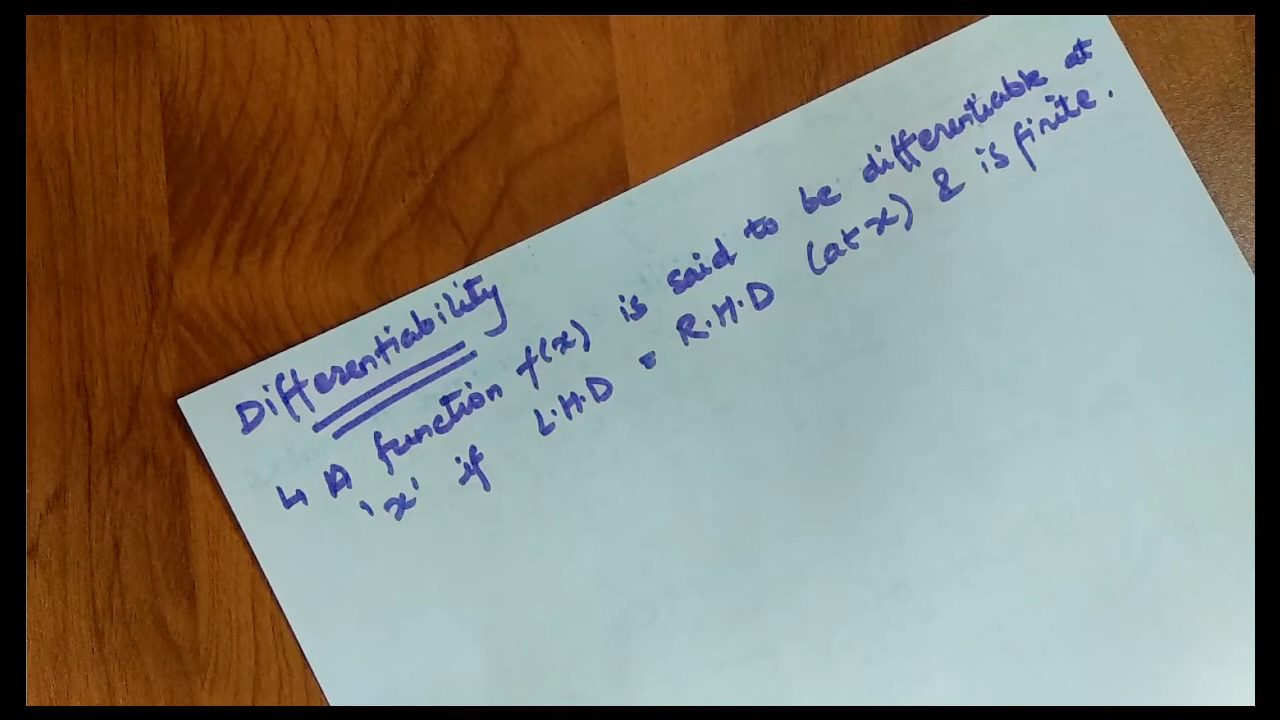 Differentiability
↳ A function f(x) is said to be differentiable at
'x' if L.H.D = R.H.D (at x) & is finite.